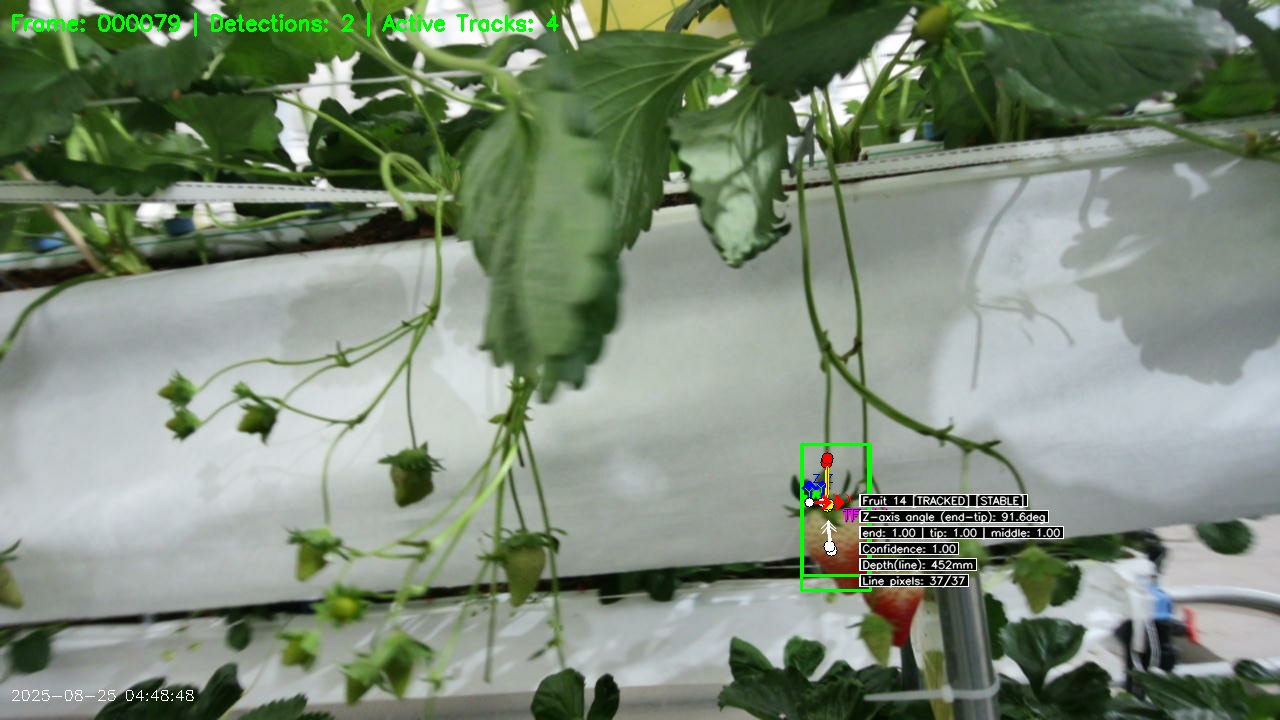 Frame: 000079 | Detections: 2 | Active Tracks: 4
Fruit 14 [TRACKED] [STABLE]
Z-axis angle (end-tip): 91.6deg
end: 1.00 | tip: 1.00 | middle: 1.00
Confidence: 1.00
Depth(line): 452mm
Line pixels: 37/37
2025-08-25 04:48:48